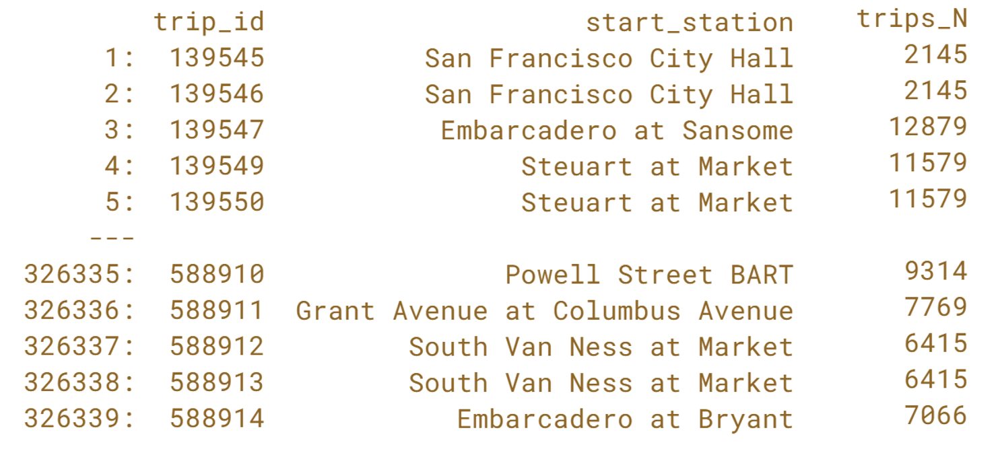 trip_id start_station trips_N
1: 139545 San Francisco City Hall 2145
2: 139546 San Francisco City Hall 2145
3: 139547 Embarcadero at Sansome 12879
4: 139549 Steuart at Market 11579
5: 139550 Steuart at Market 11579
---
326335: 588910 Powell Street BART 9314
326336: 588911 Grant Avenue at Columbus Avenue 7769
326337: 588912 South Van Ness at Market 6415
326338: 588913 South Van Ness at Market 6415
326339: 588914 Embarcadero at Bryant 7066